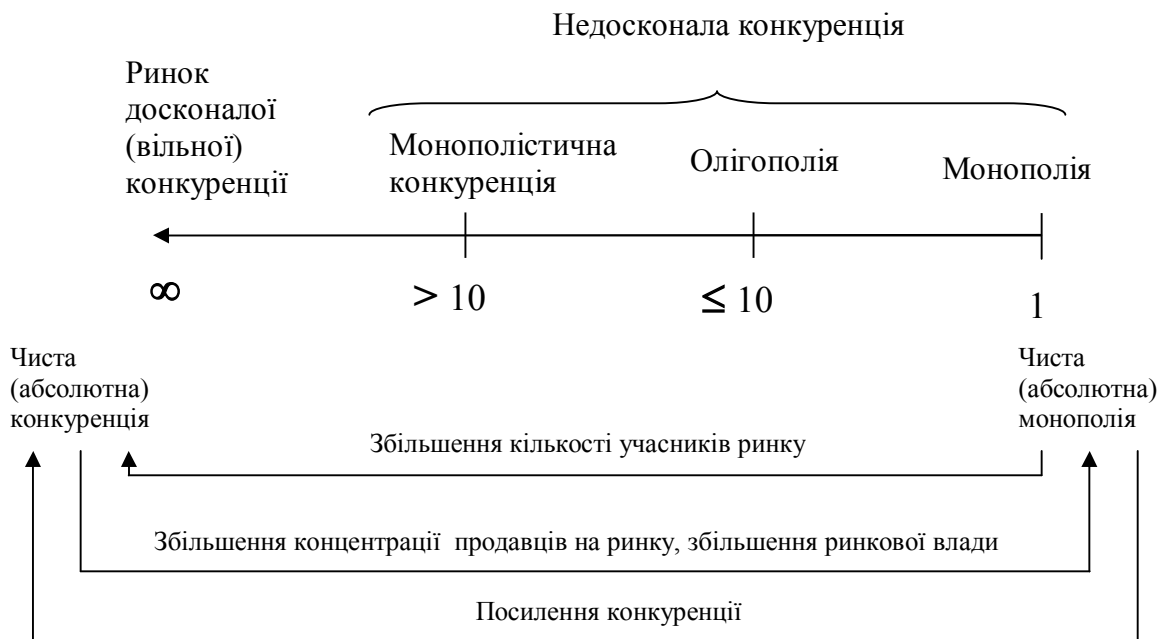 Недосконала конкуренція
Ринок
досконалої
(вільної)
конкуренції
Монополістична
конкуренція
Олігополія
Монополія
∞
> 10
≤ 10
1
Чиста
(абсолютна)
конкуренція
Чиста
(абсолютна)
монополія
Збільшення кількості учасників ринку
Збільшення концентрації продавців на ринку, збільшення ринкової влади
Посилення конкуренції